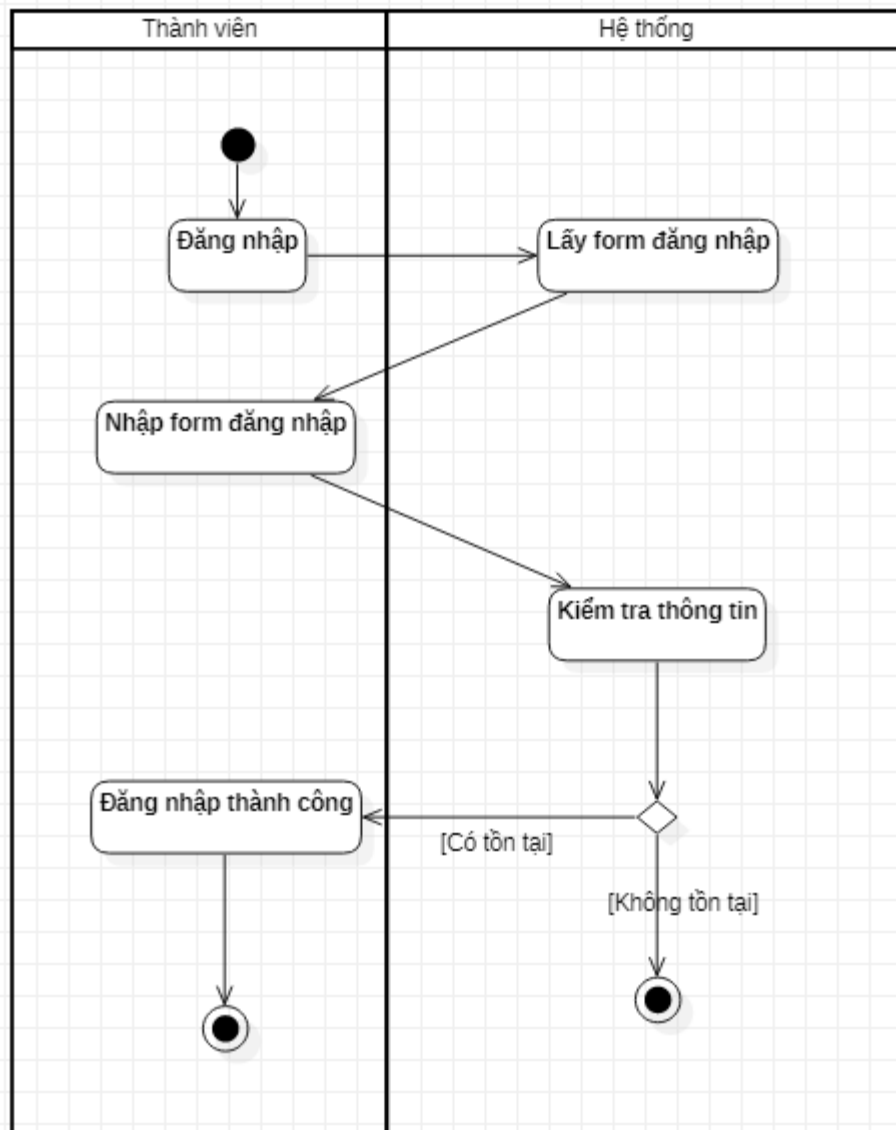 Thành viên
Hệ thống
Đăng nhập
Lấy form đăng nhập
Nhập form đăng nhập
Kiểm tra thông tin
Đăng nhập thành công
[Có tồn tại]
[Không tồn tại]